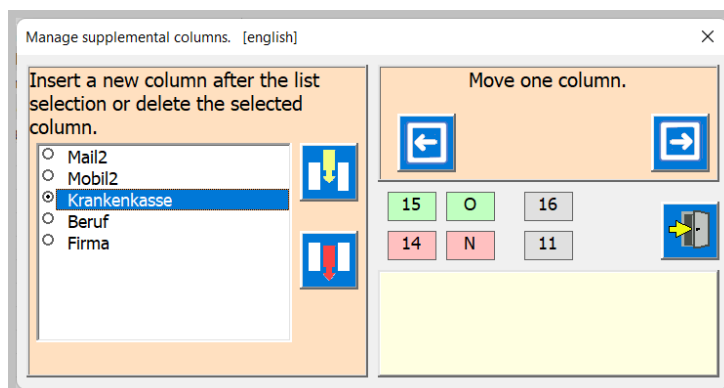 Manage supplemental columns. [english]
Insert a new column after the list
selection or delete the selected
column.
Mail2
Mobil2
Krankenkasse
Beruf
Firma
Move one column.
15 O 16
14 N 11